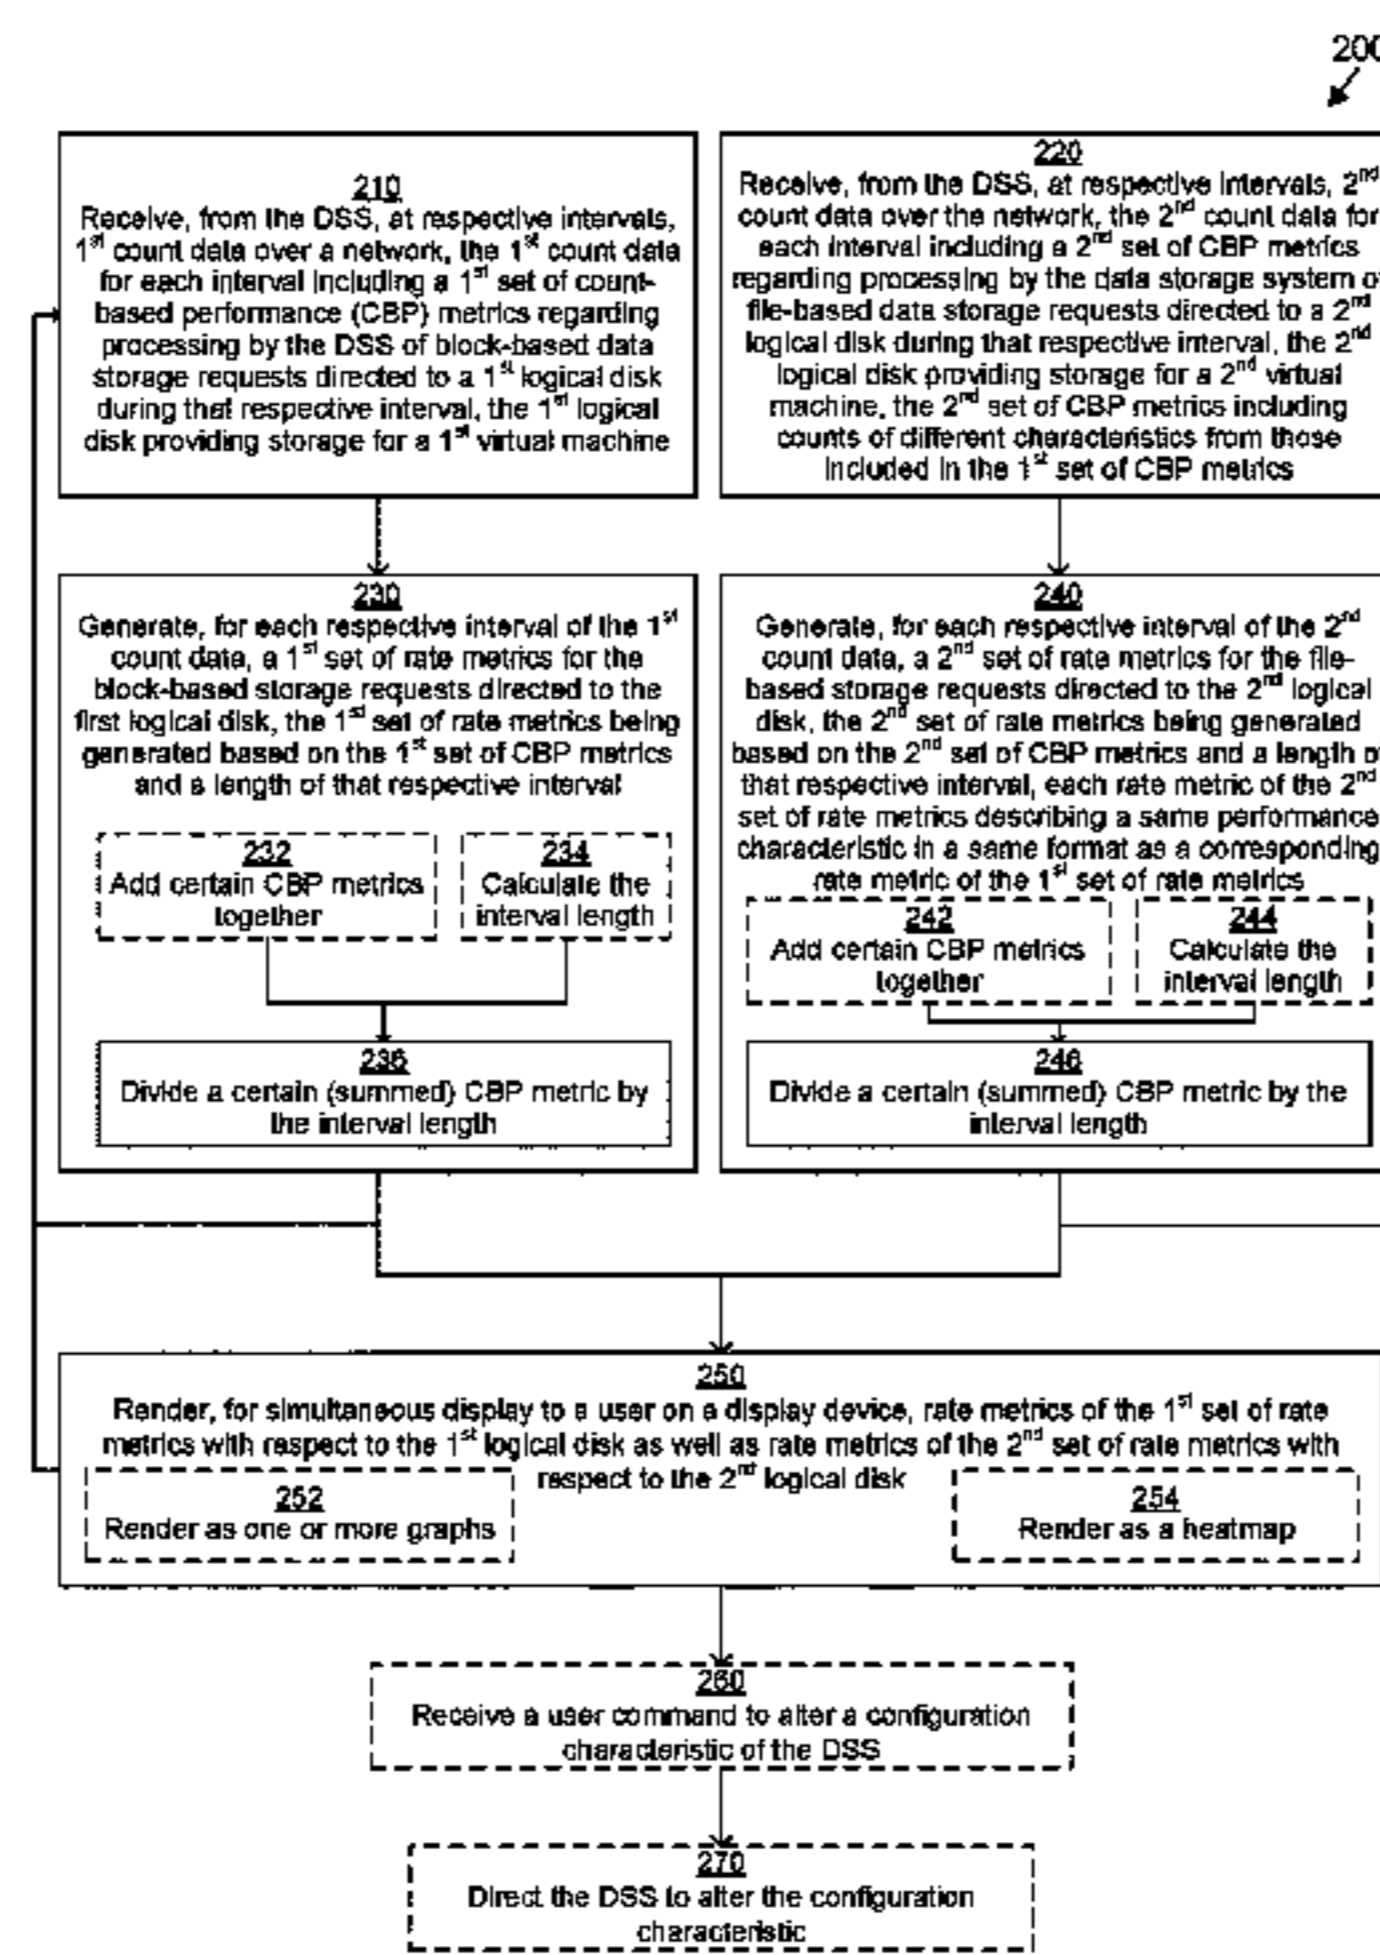 200
210
Receive, from the DSS, at respective intervals,
1st count data over a network, the 1st count data
for each interval including a 1st set of count-
based performance (CBP) metrics regarding
processing by the DSS of block-based data
storage requests directed to a 1st logical disk
during that respective interval, the 1st logical
disk providing storage for a 1st virtual machine
220
Receive, from the DSS, at respective intervals, 2nd
count data over the network, the 2nd count data for
each interval including a 2nd set of CBP metrics
regarding processing by the data storage system of
file-based data storage requests directed to a 2nd
logical disk during that respective interval, the 2nd
logical disk providing storage for a 2nd virtual
machine, the 2nd set of CBP metrics including
counts of different characteristics from those
included in the 1st set of CBP metrics
230
Generate, for each respective interval of the 1st
count data, a 1st set of rate metrics for the
block-based storage requests directed to the
first logical disk, the 1st set of rate metrics being
generated based on the 1st set of CBP metrics
and a length of that respective interval
232
Add certain CBP metrics
together
234
Calculate the
interval length
236
Divide a certain (summed) CBP metric by
the interval length
240
Generate, for each respective interval of the 2nd
count data, a 2nd set of rate metrics for the file-
based storage requests directed to the 2nd logical
disk, the 2nd set of rate metrics being generated
based on the 2nd set of CBP metrics and a length of
that respective interval, each rate metric of the 2nd
set of rate metrics describing a same performance
characteristic in a same format as a corresponding
rate metric of the 1st set of rate metrics
242
Add certain CBP metrics
together
244
Calculate the
interval length
246
Divide a certain (summed) CBP metric by the
interval length
250
Render, for simultaneous display to a user on a display device, rate metrics of the 1st set of rate
metrics with respect to the 1st logical disk as well as rate metrics of the 2nd set of rate metrics with
respect to the 2nd logical disk
252
Render as one or more graphs
254
Render as a heatmap
260
Receive a user command to alter a configuration
characteristic of the DSS
270
Direct the DSS to alter the configuration
characteristic